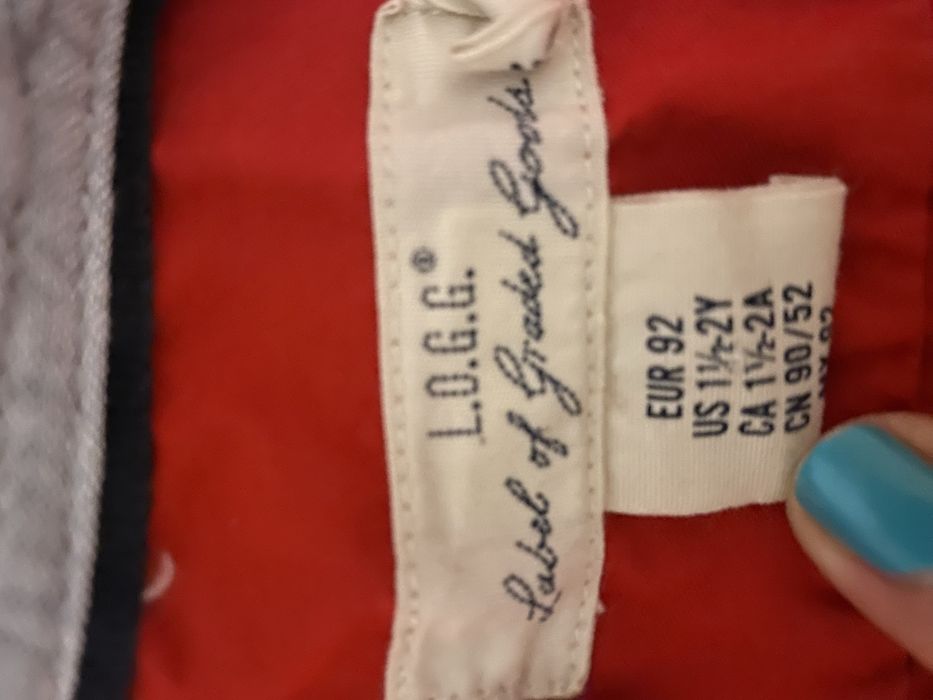 L.O.G.G.®
Label of Graded Goods.
EUR 92
US 1½-2Y
CA 1½-2A
CN 90/52